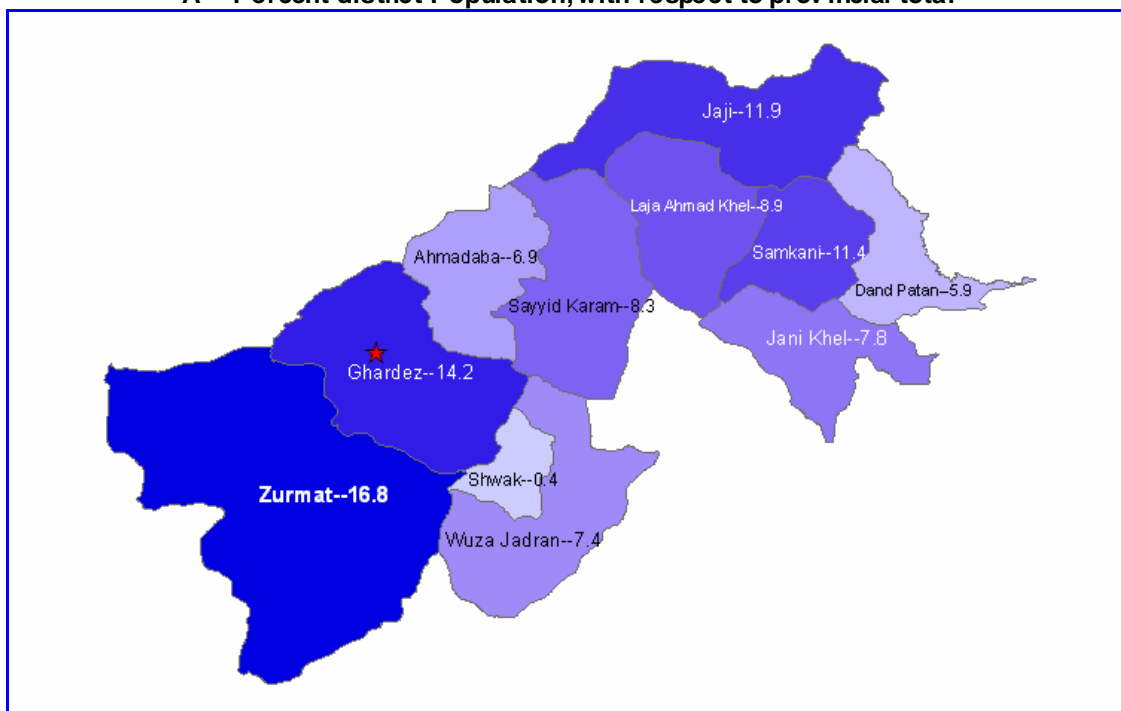 A -- Percent district Population, with respect to provincial total
Jaji--11.9
Laja Ahmad Khel--8.9
Ahmadaba--6.9
Samkani--11.4
Dand Patan--5.9
Sayyid Karam--8.3
Jani Khel--7.8
Ghardez--14.2
Shwak--0.4
Zurmat--16.8
Wuza Jadran--7.4